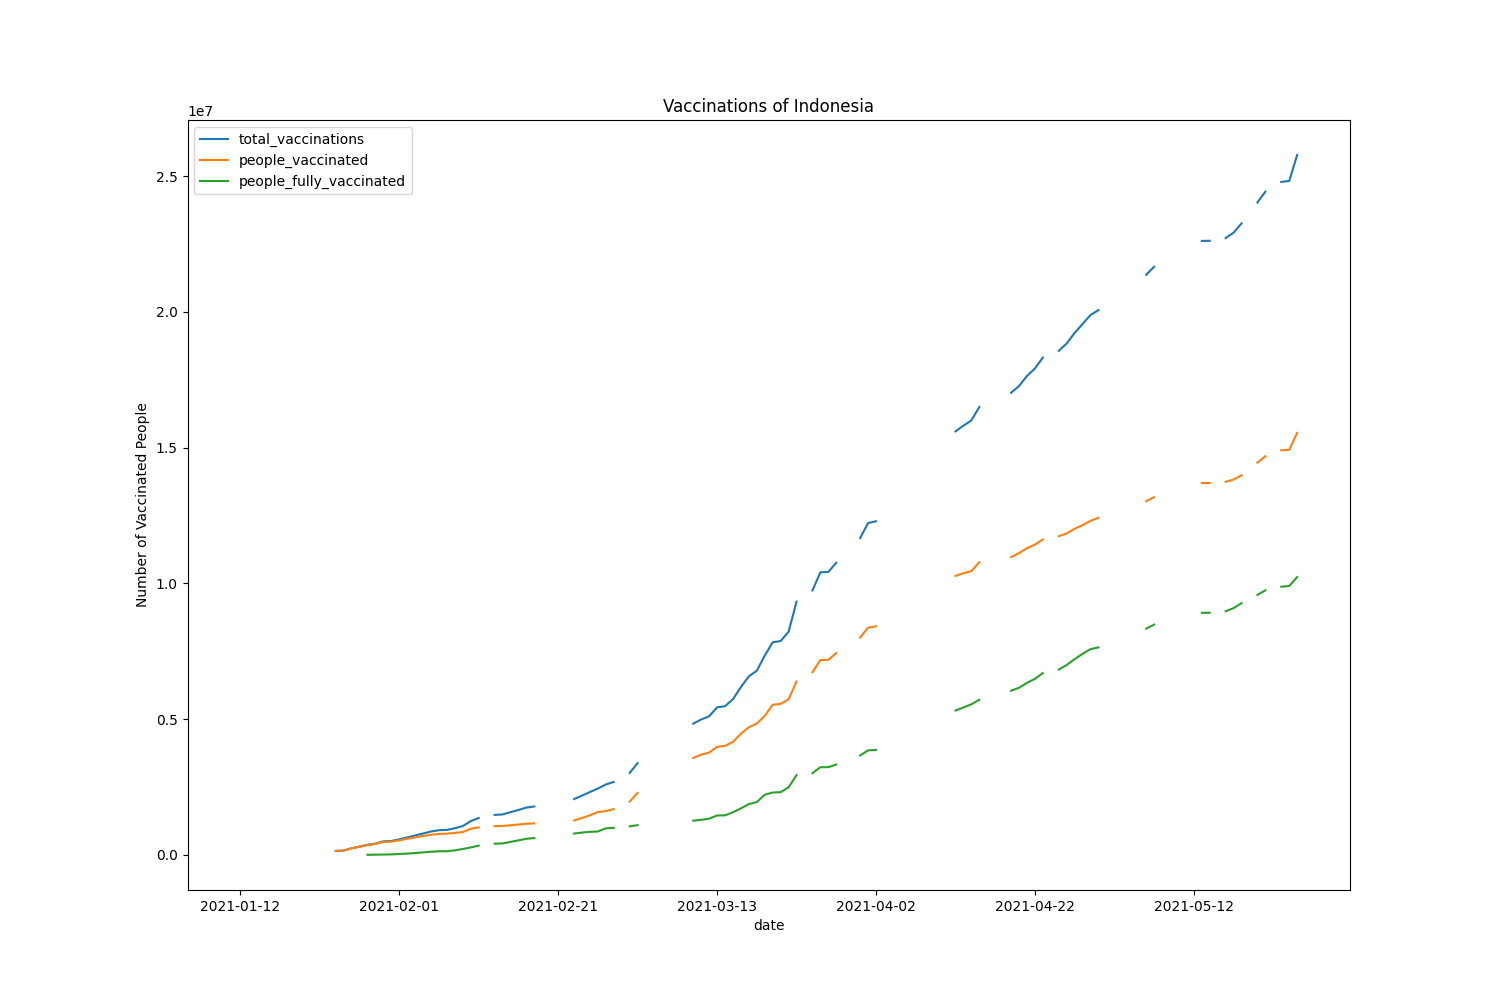 Vaccinations of Indonesia
1e7
total_vaccinations
people_vaccinated
people_fully_vaccinated
Number of Vaccinated People
2.5
2.0
1.5
1.0
0.5
0.0
2021-01-12 2021-02-01 2021-02-21 2021-03-13 2021-04-02 2021-04-22 2021-05-12
date